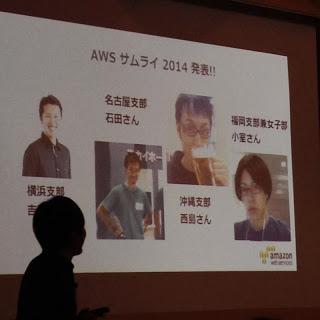 AWS サムライ 2014 発表!!
名古屋支部
石田さん
福岡支部兼女子部
小室さん
横浜支部
吉
沖縄支部
西島さん
amazon
web services